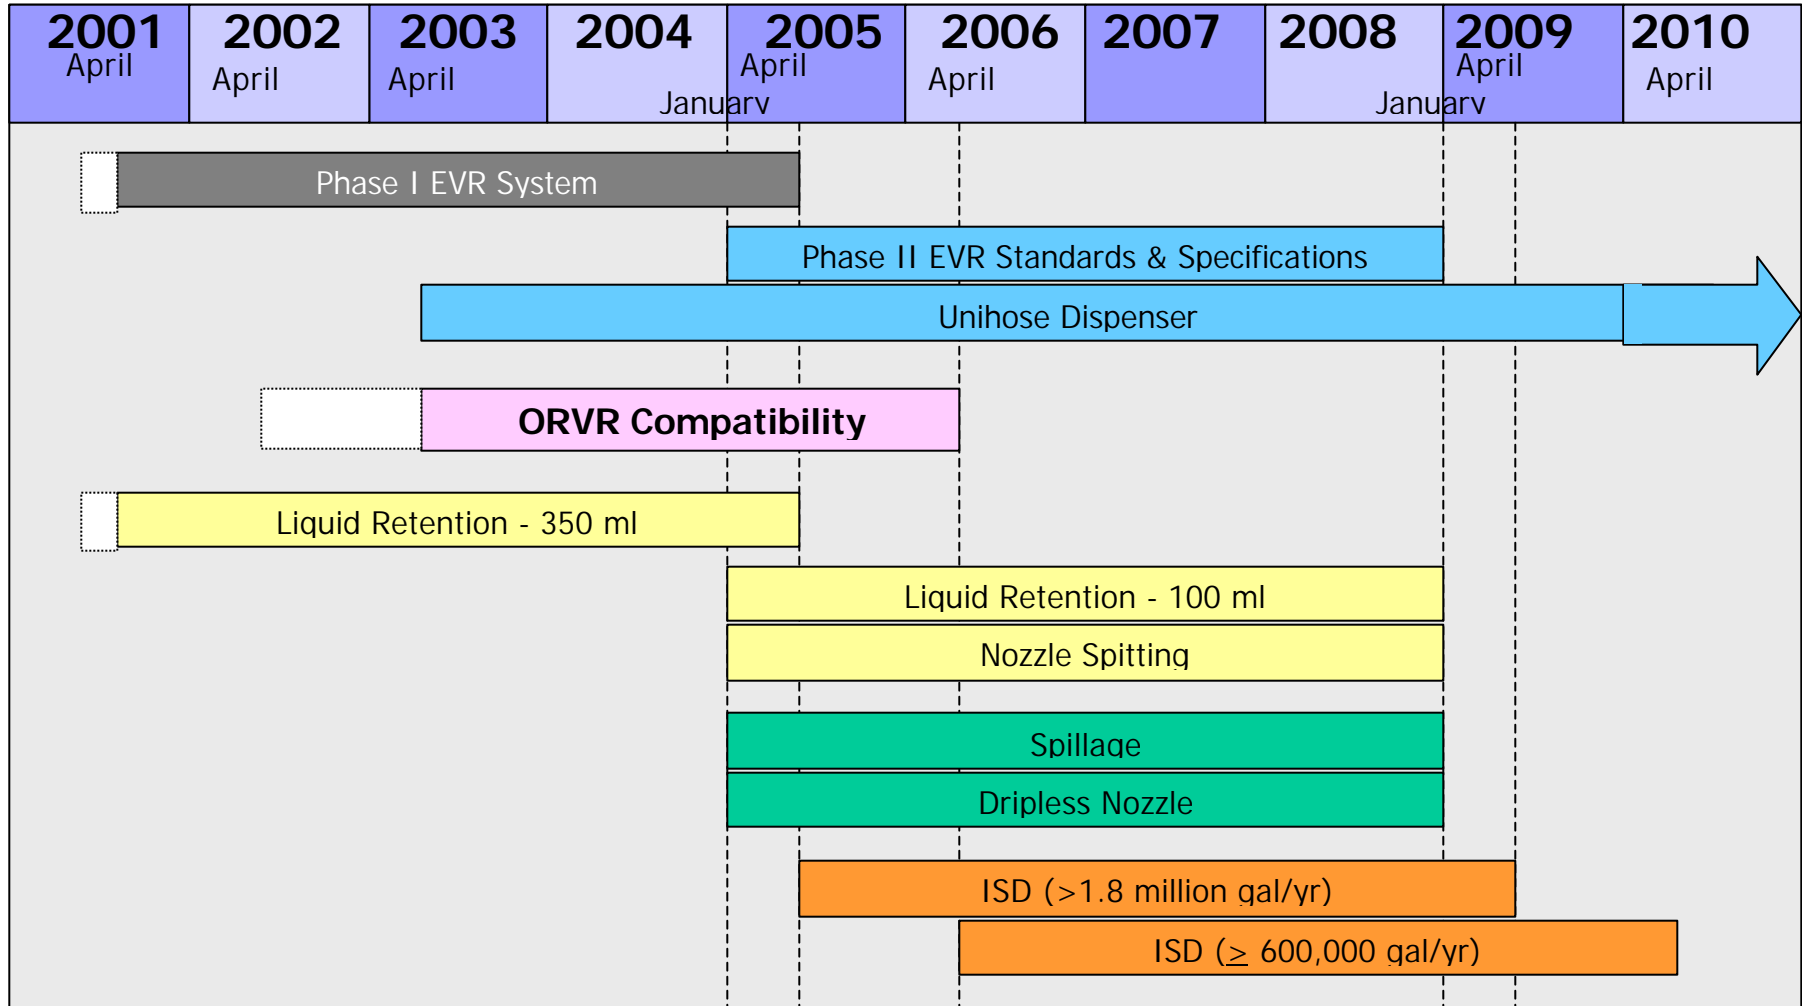 2001 2002 2003 2004 2005 2006 2007 2008 2009 2010
April April April April April April April
January January
Phase I EVR System
Phase II EVR Standards & Specifications
Unihose Dispenser
ORVR Compatibility
Liquid Retention - 350 ml
Liquid Retention - 100 ml
Nozzle Spitting
Spillage
Dripless Nozzle
ISD (>1.8 million gal/yr)
ISD (≥ 600,000 gal/yr)